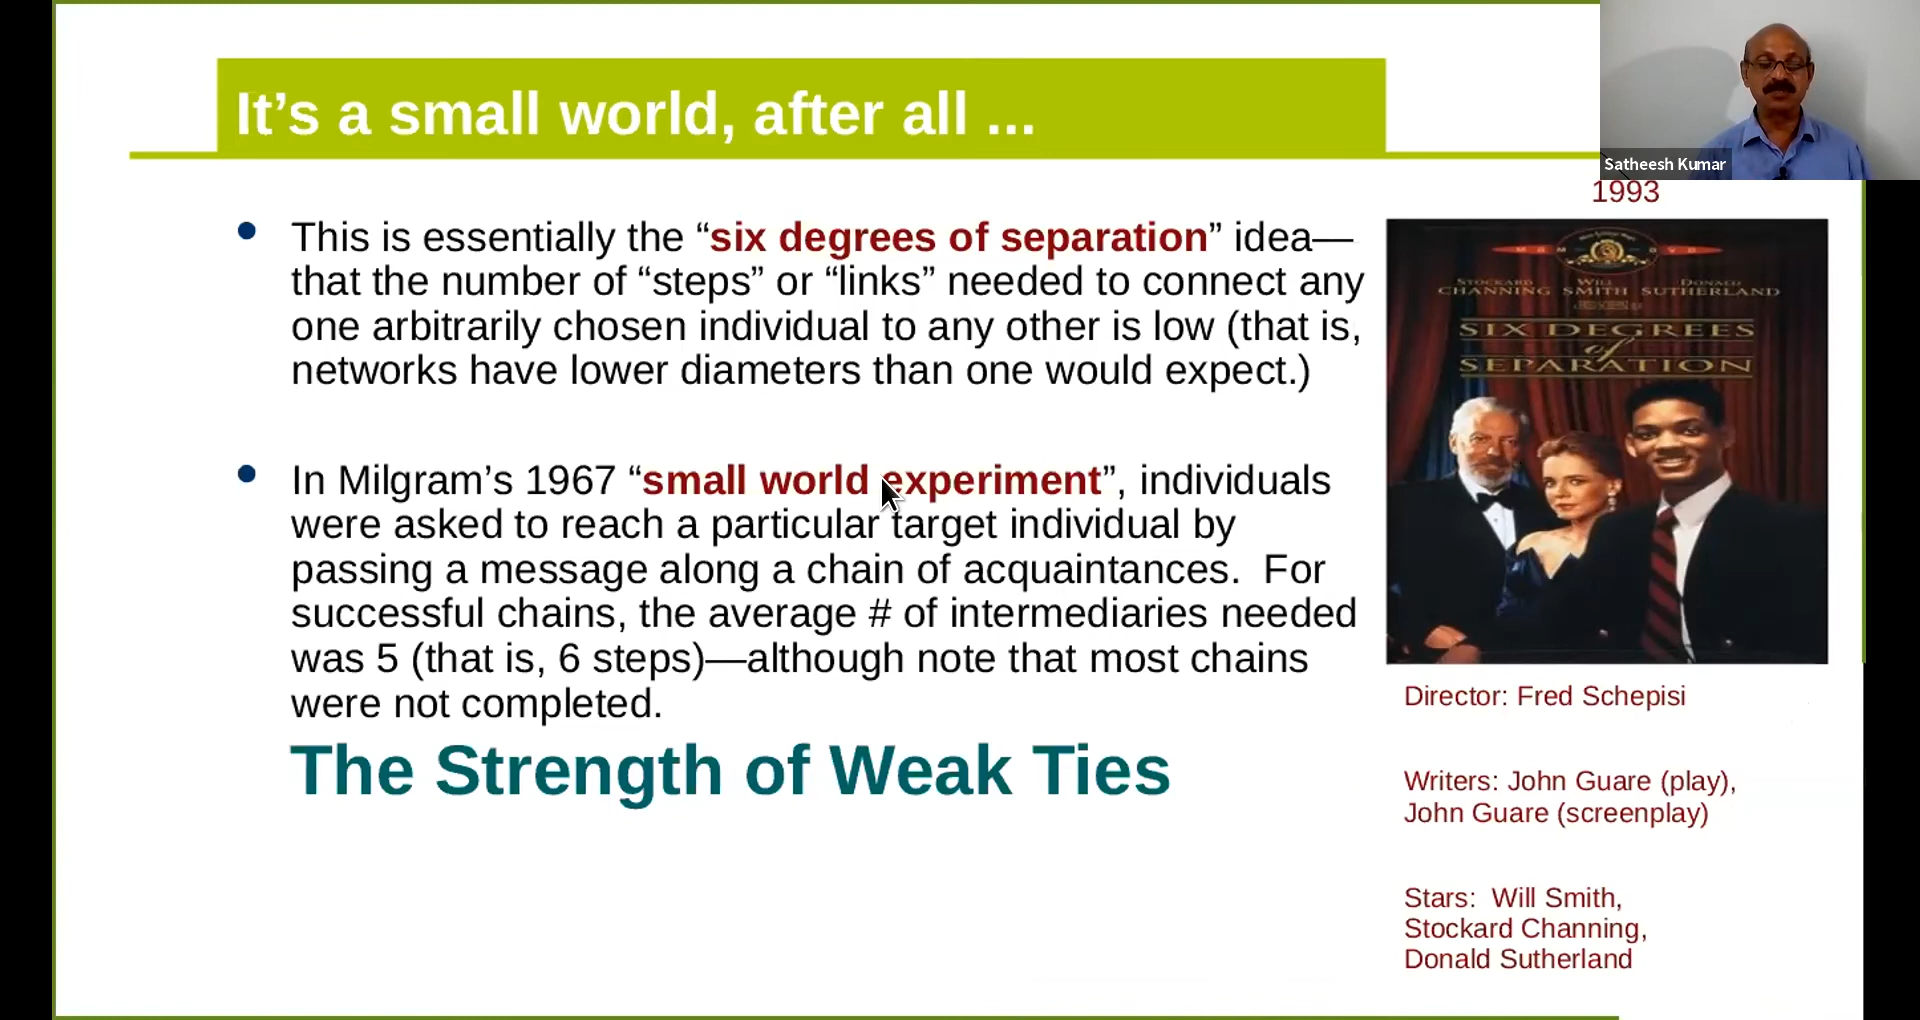 It’s a small world, after all ...
Satheesh Kumar
1993
This is essentially the “six degrees of separation” idea—
that the number of “steps” or “links” needed to connect any
one arbitrarily chosen individual to any other is low (that is,
networks have lower diameters than one would expect.)
In Milgram’s 1967 “small world experiment”, individuals
were asked to reach a particular target individual by
passing a message along a chain of acquaintances.  For
successful chains, the average # of intermediaries needed
was 5 (that is, 6 steps)—although note that most chains
were not completed.
The Strength of Weak Ties
MGM DVD
STOCKARD WILL DONALD
CHANNING SMITH SUTHERLAND
SIX DEGREES
of
SEPARATION
Director: Fred Schepisi
Writers: John Guare (play),
John Guare (screenplay)
Stars:  Will Smith,
Stockard Channing,
Donald Sutherland